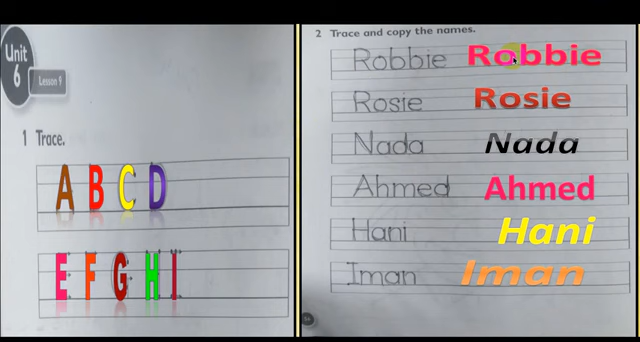 Unit
6
Lesson 9
1 Trace.
A B C D
E F G H I
2 Trace and copy the names.
Robbie Robbie
Rosie Rosie
Nada Nada
Ahmed Ahmed
Hani Hani
Iman Iman